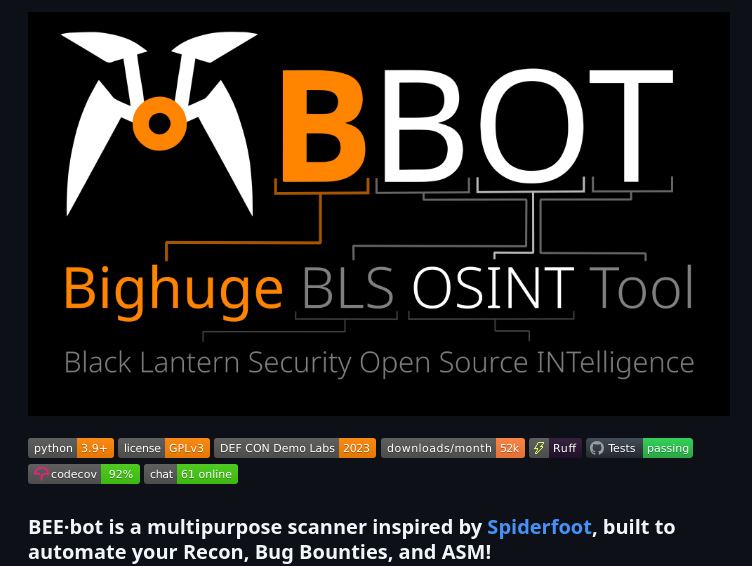 BBOT
Bighuge BLS OSINT Tool
Black Lantern Security Open Source INTelligence
python 3.9+ license GPLv3 DEF CON Demo Labs 2023 downloads/month 52k Ruff Tests passing
codecov 92% chat 61 online
BEE·bot is a multipurpose scanner inspired by Spiderfoot, built to
automate your Recon, Bug Bounties, and ASM!